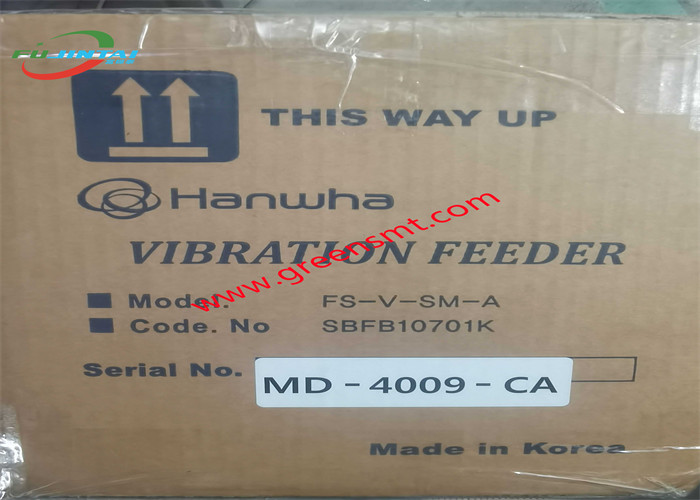 FUJINTAI
THIS WAY UP
Hanwha
VIBRATION FEEDER
www.greensmt.com
Model. FS-V-SM-A
Code. No SBFB10701K
Serial No. MD - 4009 - CA
Made in Korea